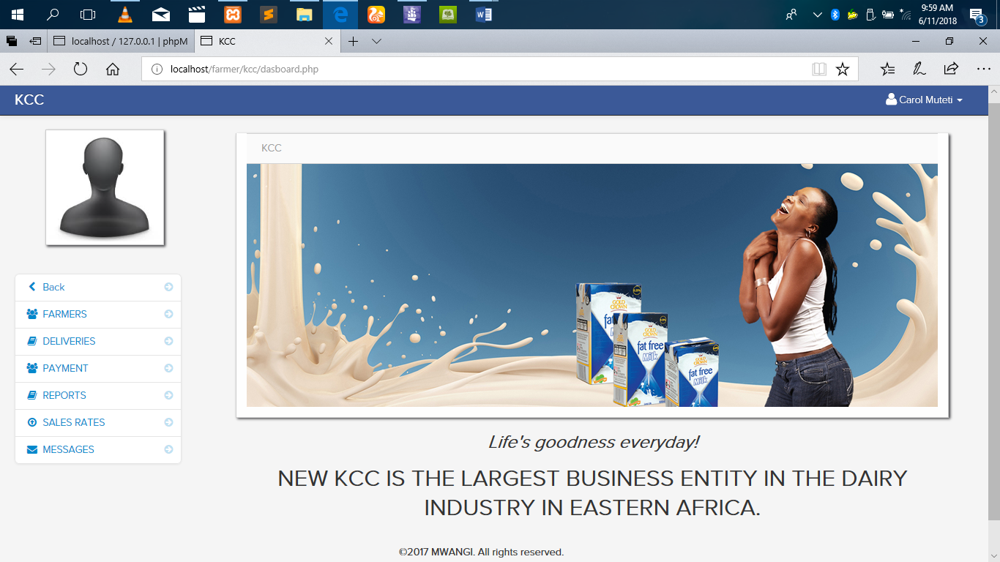 9:59 AM
6/11/2018
3
localhost / 127.0.0.1 | phpM
KCC
localhost/farmer/kcc/dasboard.php
KCC
Carol Muteti
KCC
Back
FARMERS
DELIVERIES
PAYMENT
REPORTS
SALES RATES
MESSAGES
GOLD
CROWN
fat
GOLD
CROWN
fat free
Milk
GOLD
CROWN
fat free
Milk
Life's goodness everyday!
NEW KCC IS THE LARGEST BUSINESS ENTITY IN THE DAIRY
INDUSTRY IN EASTERN AFRICA.
©2017 MWANGI. All rights reserved.